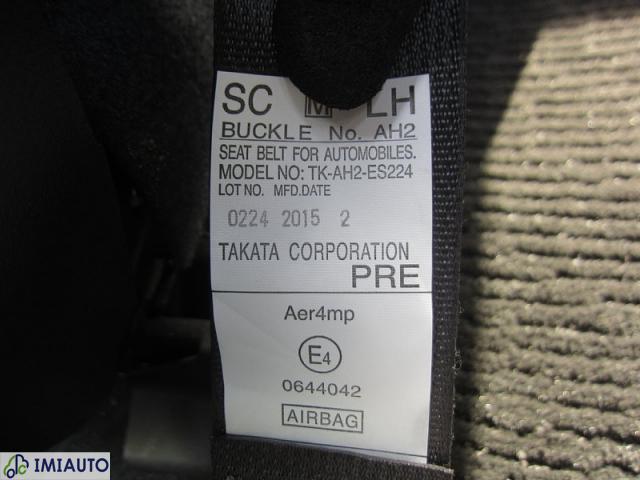 SC M LH
BUCKLE No. AH2
SEAT BELT FOR AUTOMOBILES.
MODEL NO: TK-AH2-ES224
LOT NO. MFD.DATE
0224 2015 2
TAKATA CORPORATION
PRE
Aer4mp
E4
0644042
AIRBAG
IMIAUTO